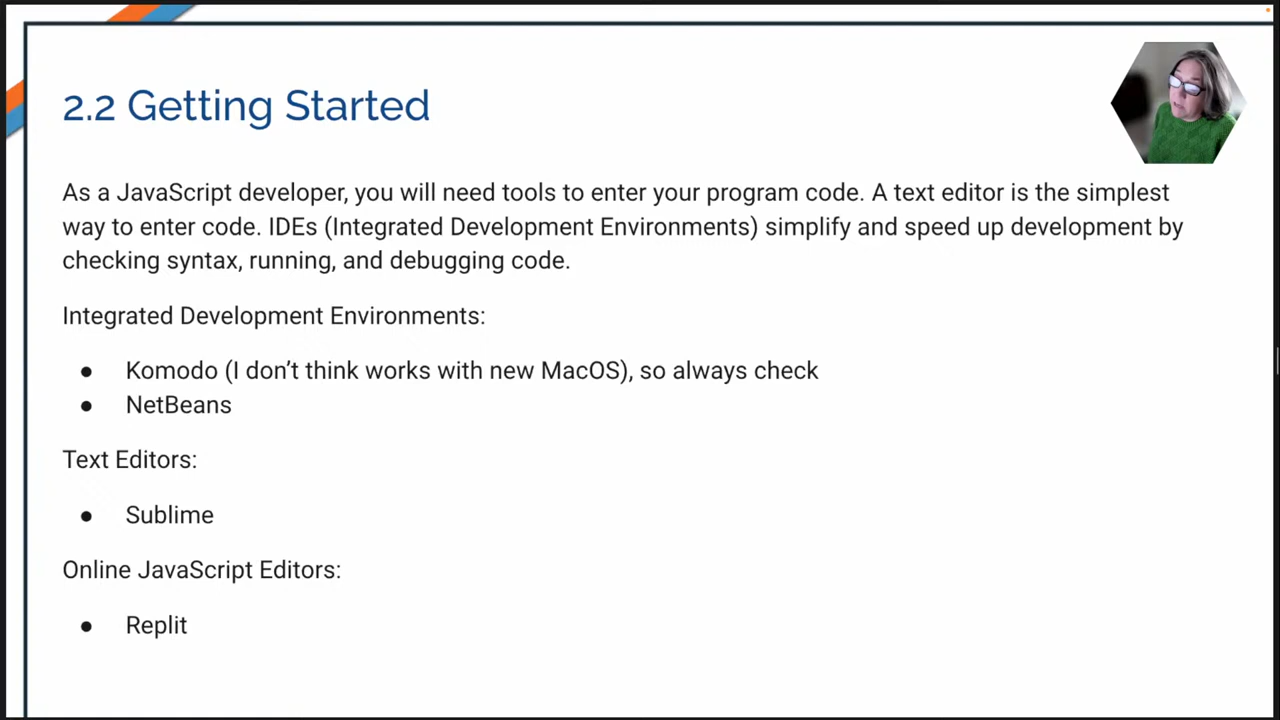 2.2 Getting Started
As a JavaScript developer, you will need tools to enter your program code. A text editor is the simplest
way to enter code. IDEs (Integrated Development Environments) simplify and speed up development by
checking syntax, running, and debugging code.
Integrated Development Environments:
● Komodo (I don’t think works with new MacOS), so always check
● NetBeans
Text Editors:
● Sublime
Online JavaScript Editors:
● Replit